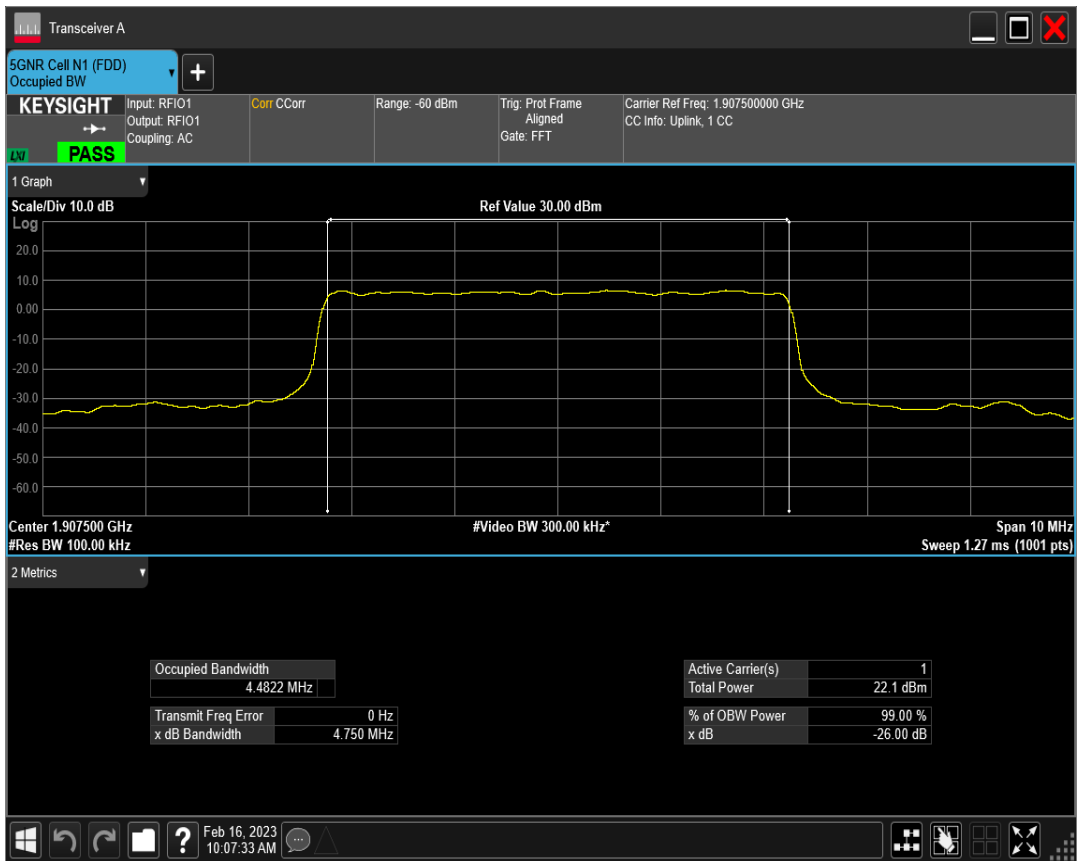 Transceiver A
5GNR Cell N1 (FDD)
Occupied BW
+
KEYSIGHT
LXI
PASS
Input: RFIO1
Output: RFIO1
Coupling: AC
Corr CCorr
Range: -60 dBm
Trig: Prot Frame
Aligned
Gate: FFT
Carrier Ref Freq: 1.907500000 GHz
CC Info: Uplink, 1 CC
1 Graph
Scale/Div 10.0 dB
Ref Value 30.00 dBm
Log
20.0
10.0
0.00
-10.0
-20.0
-30.0
-40.0
-50.0
-60.0
Center 1.907500 GHz
#Video BW 300.00 kHz*
Span 10 MHz
#Res BW 100.00 kHz
Sweep 1.27 ms (1001 pts)
2 Metrics
Occupied Bandwidth
4.4822 MHz
Transmit Freq Error 0 Hz
x dB Bandwidth 4.750 MHz
Active Carrier(s) 1
Total Power 22.1 dBm
% of OBW Power 99.00 %
x dB -26.00 dB
?
Feb 16, 2023
10:07:33 AM